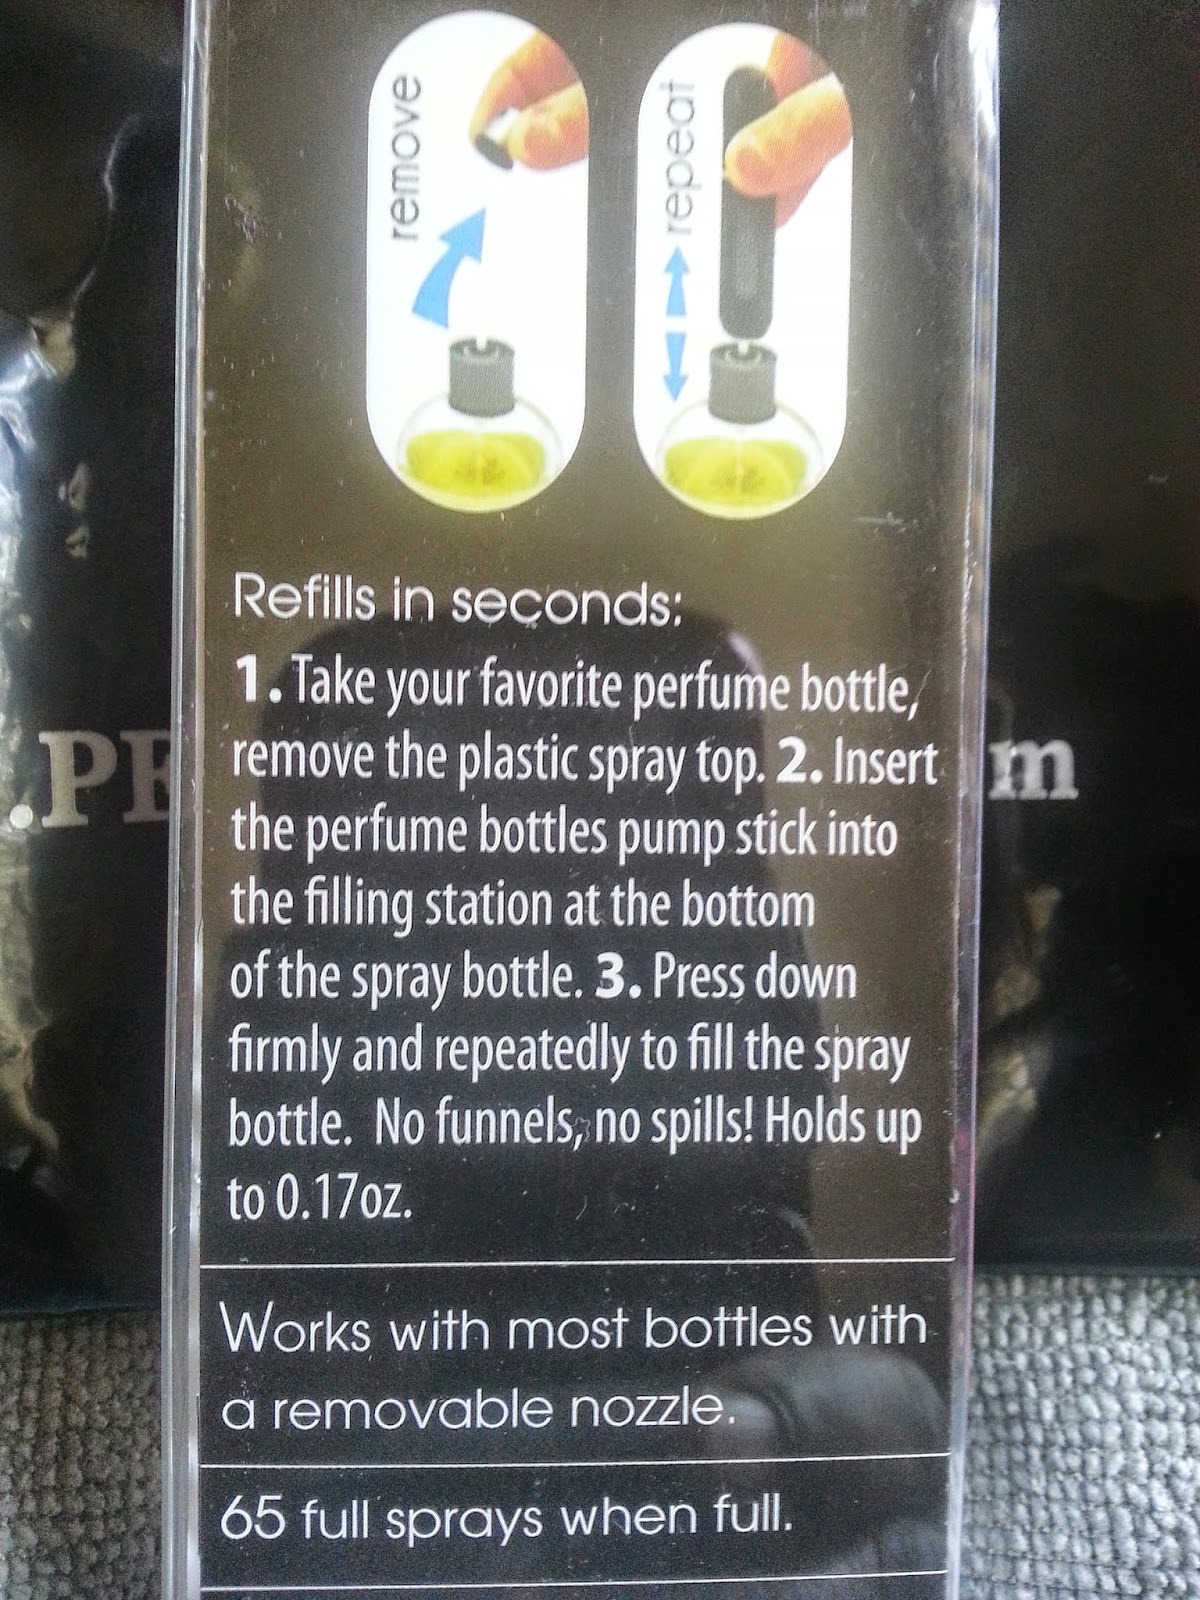 remove
repeat
Refills in seconds:
1. Take your favorite perfume bottle,
remove the plastic spray top. 2. Insert
the perfume bottles pump stick into
the filling station at the bottom
of the spray bottle. 3. Press down
firmly and repeatedly to fill the spray
bottle. No funnels, no spills! Holds up
to 0.17oz.
Works with most bottles with
a removable nozzle.
65 full sprays when full.